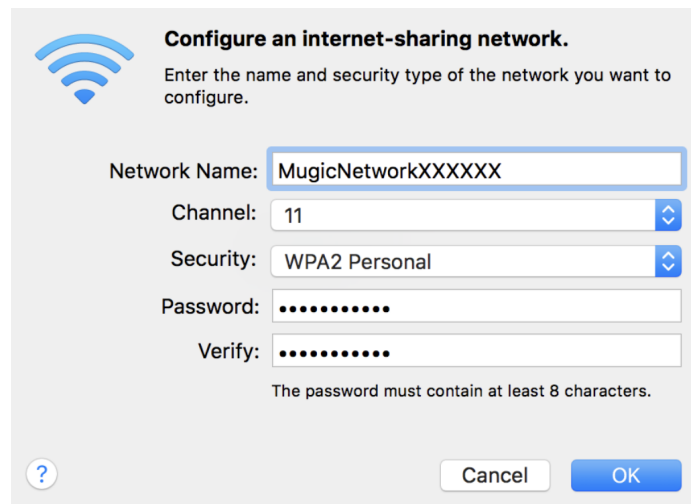 Configure an internet-sharing network.
Enter the name and security type of the network you want to
configure.
Network Name: MugicNetworkXXXXXX
Channel: 11
Security: WPA2 Personal
Password: •••••••••••
Verify: •••••••••••
The password must contain at least 8 characters.
? Cancel OK